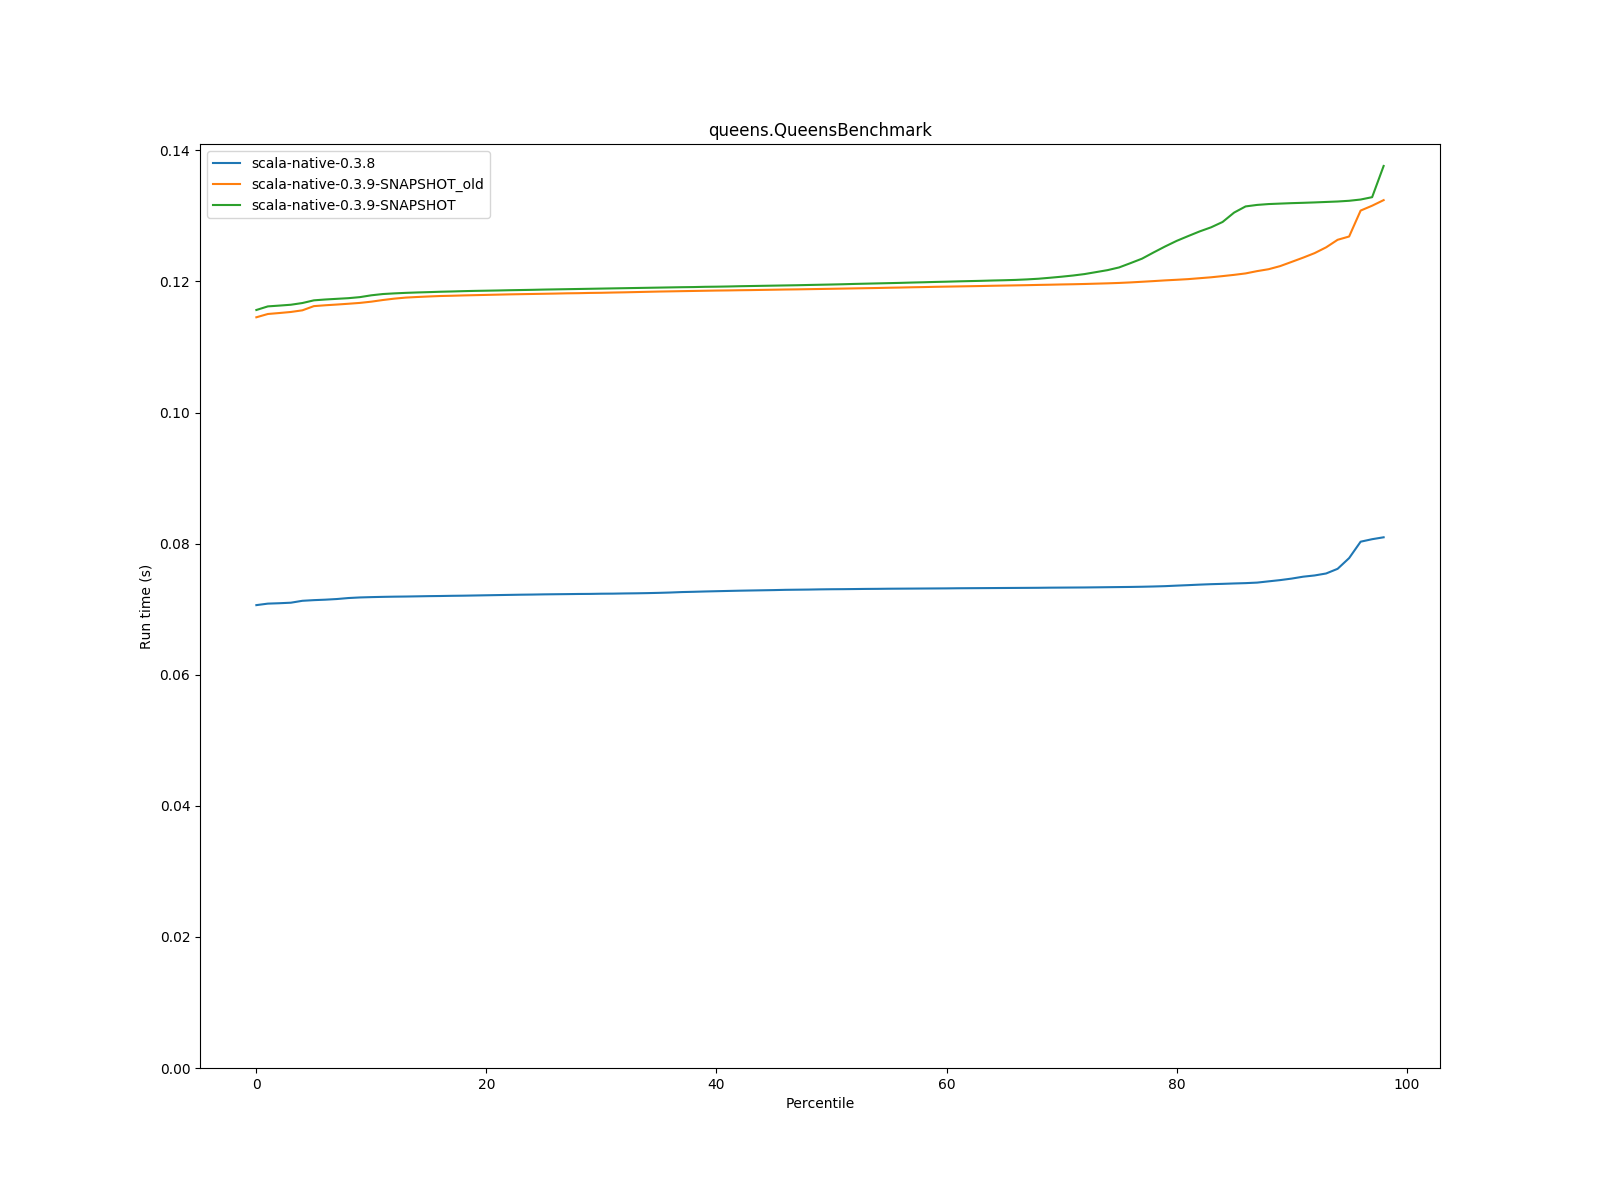 queens.QueensBenchmark
scala-native-0.3.8
scala-native-0.3.9-SNAPSHOT_old
scala-native-0.3.9-SNAPSHOT
0.14
0.12
0.10
0.08
0.06
0.04
0.02
0.00
Run time (s)
0 20 40 60 80 100
Percentile